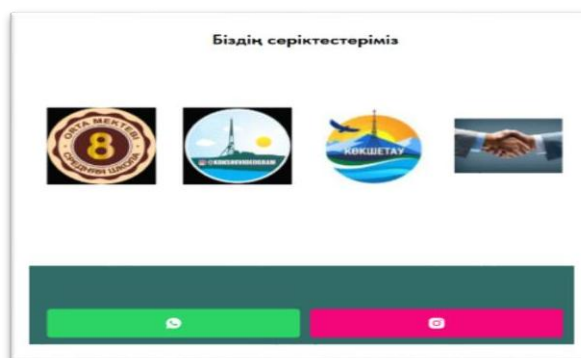 Біздің серіктестеріміз
ОРТА МЕКТЕБІ
8
СРЕДНЯЯ ШКОЛА
КӨКШЕТАУ